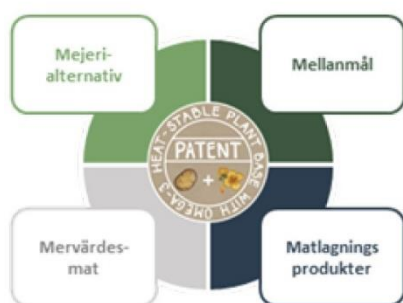 Mejeri-
alternativ
Mellanmål
HEAT-STABLE PLANT BASE WITH OMEGA-3
PATENT
+
Mervärdes-
mat
Matlagnings
produkter